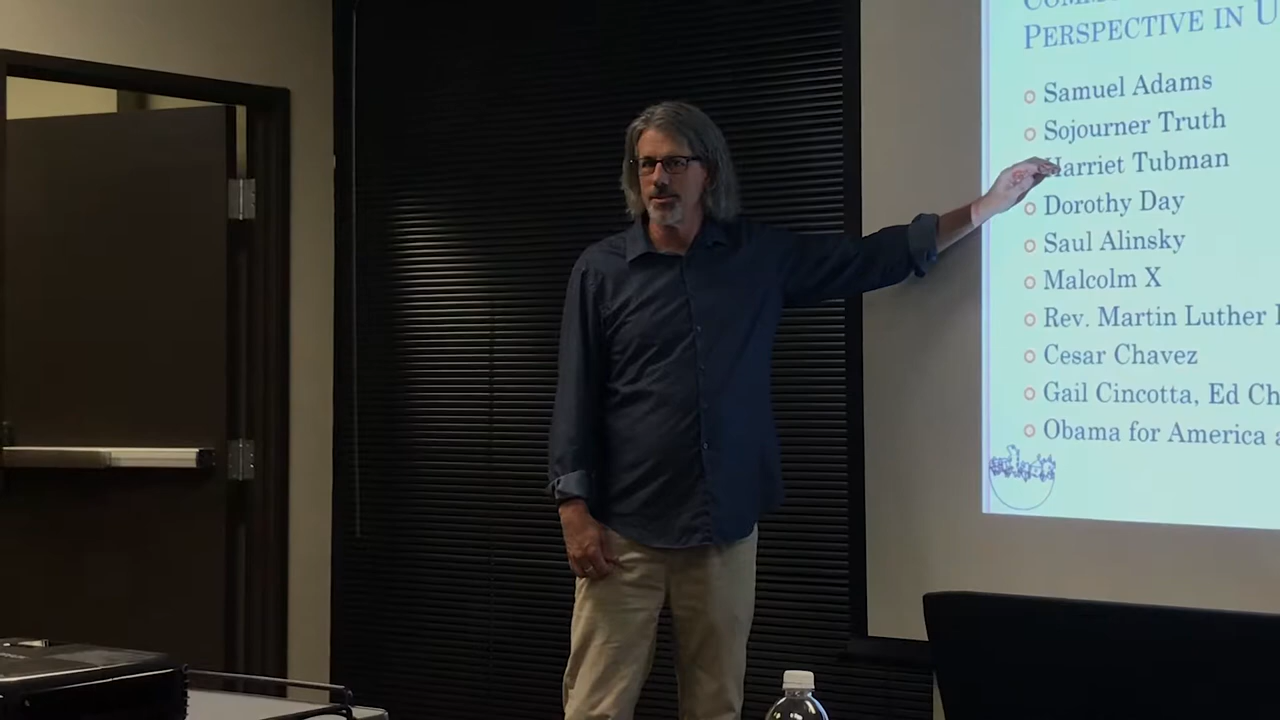 PERSPECTIVE IN U
Samuel Adams
Sojourner Truth
Harriet Tubman
Dorothy Day
Saul Alinsky
Malcolm X
Rev. Martin Luther
Cesar Chavez
Gail Cincotta, Ed Ch
Obama for America a